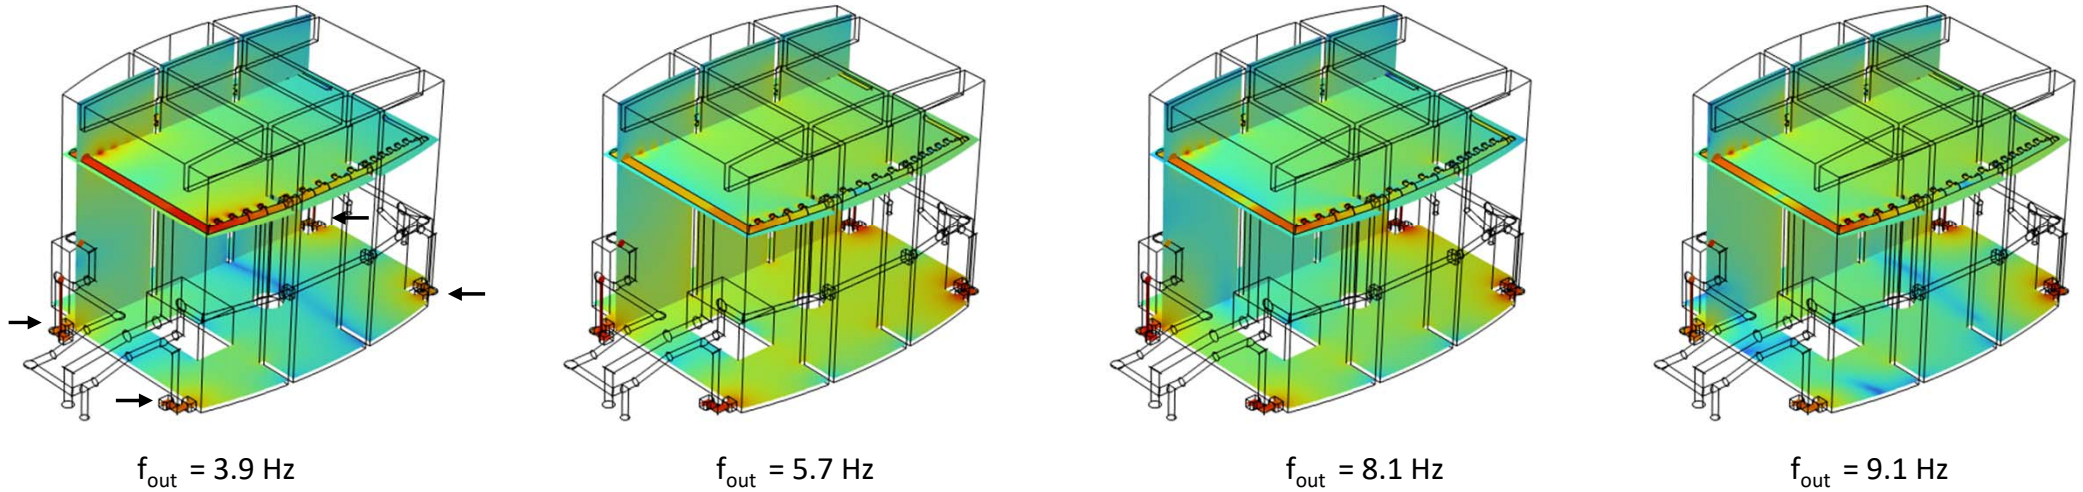 f_out = 3.9 Hz
f_out = 5.7 Hz
f_out = 8.1 Hz
f_out = 9.1 Hz